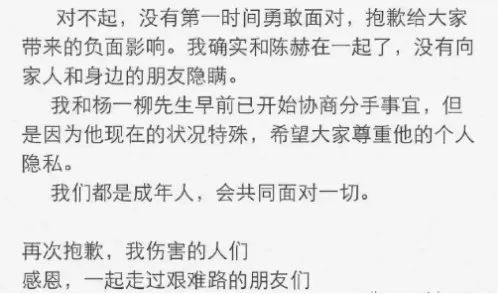 对不起，没有第一时间勇敢面对，抱歉给大家
带来的负面影响。我确实和陈赫在一起了，没有向
家人和身边的朋友隐瞒。
我和杨一柳先生早前已开始协商分手事宜，但
是因为他现在的状况特殊，希望大家尊重他的个人
隐私。
我们都是成年人，会共同面对一切。
再次抱歉，我伤害的人们
感恩，一起走过艰难路的朋友们